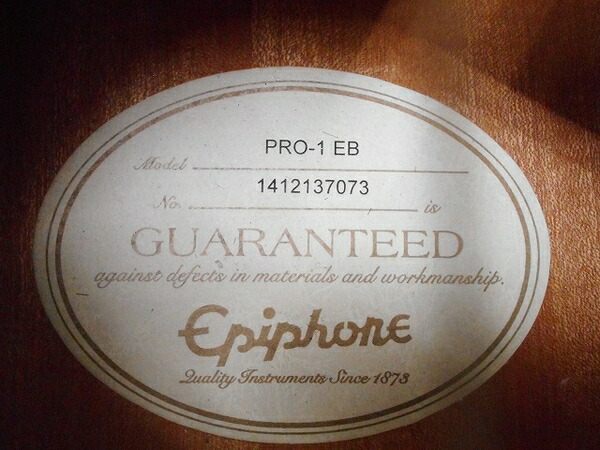 Model PRO-1 EB
No. 1412137073 is
GUARANTEED
against defects in materials and workmanship.
Epiphone
Quality Instruments Since 1873